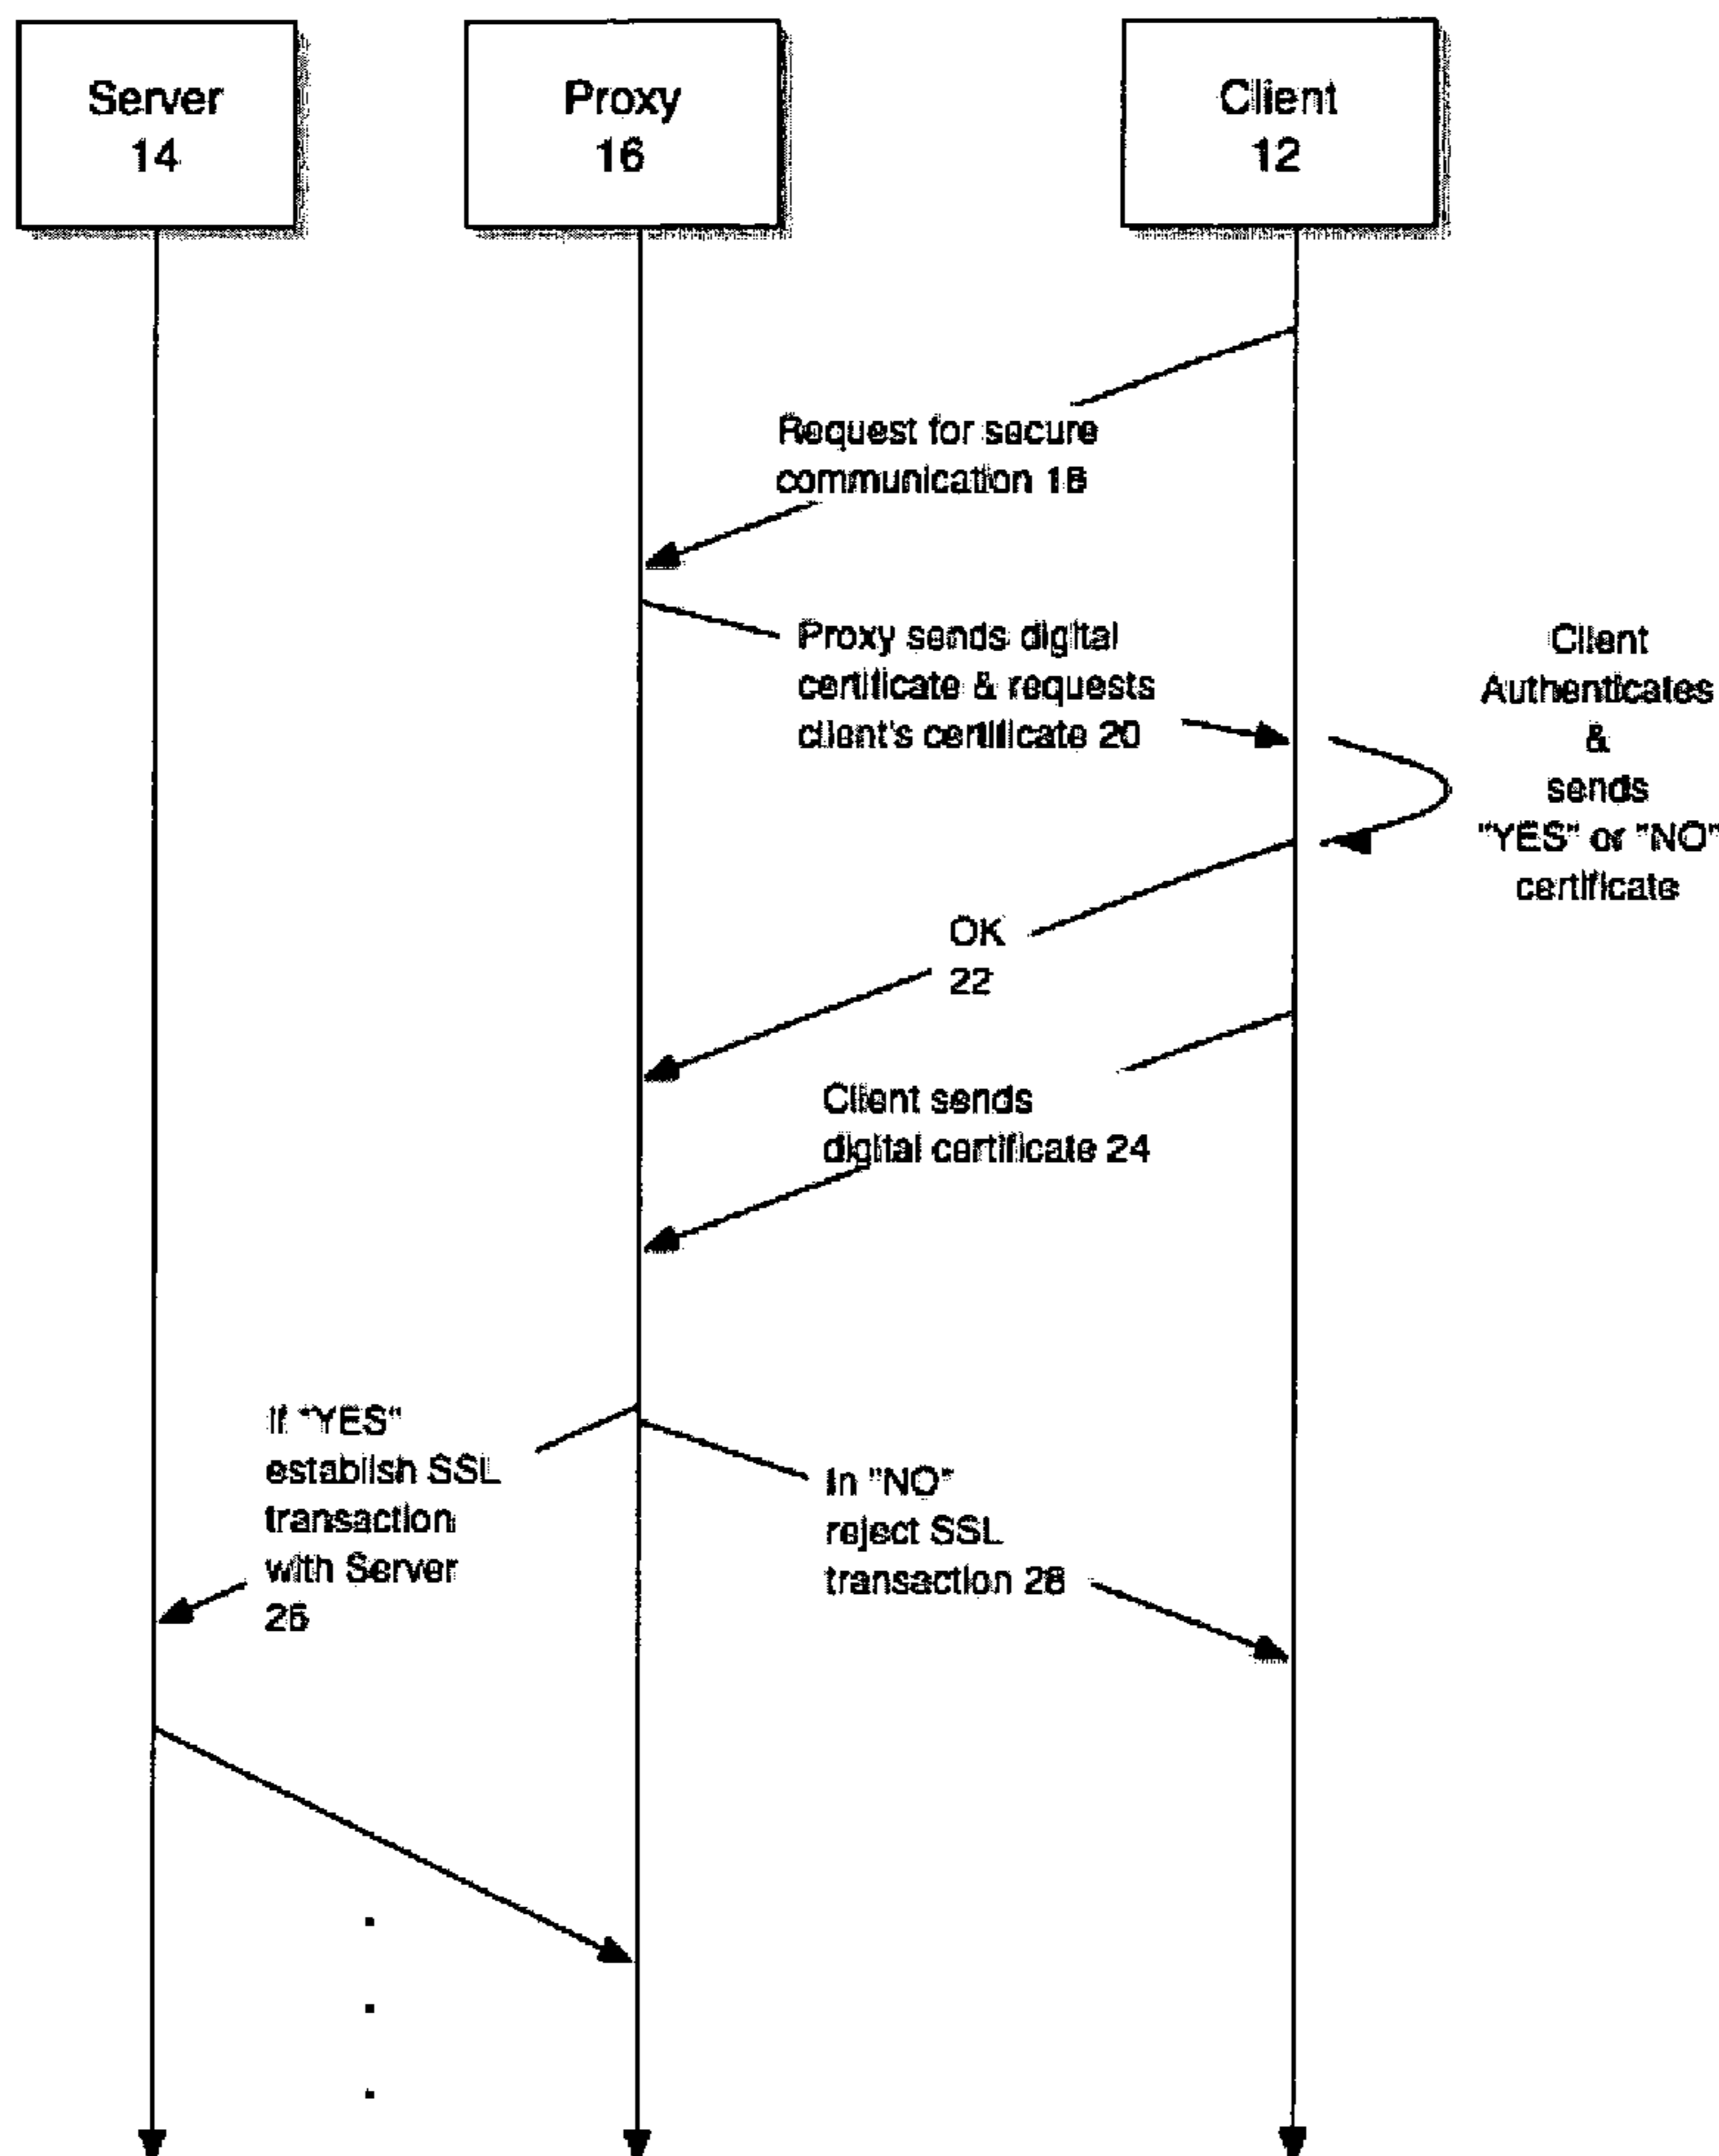 Server
14
Proxy
16
Client
12
Request for secure
communication 18
Proxy sends digital
certificate & requests
client's certificate 20
Client
Authenticates
&
sends
"YES" or "NO"
certificate
OK
22
Client sends
digital certificate 24
If "YES"
establish SSL
transaction
with Server
26
In "NO"
reject SSL
transaction 28